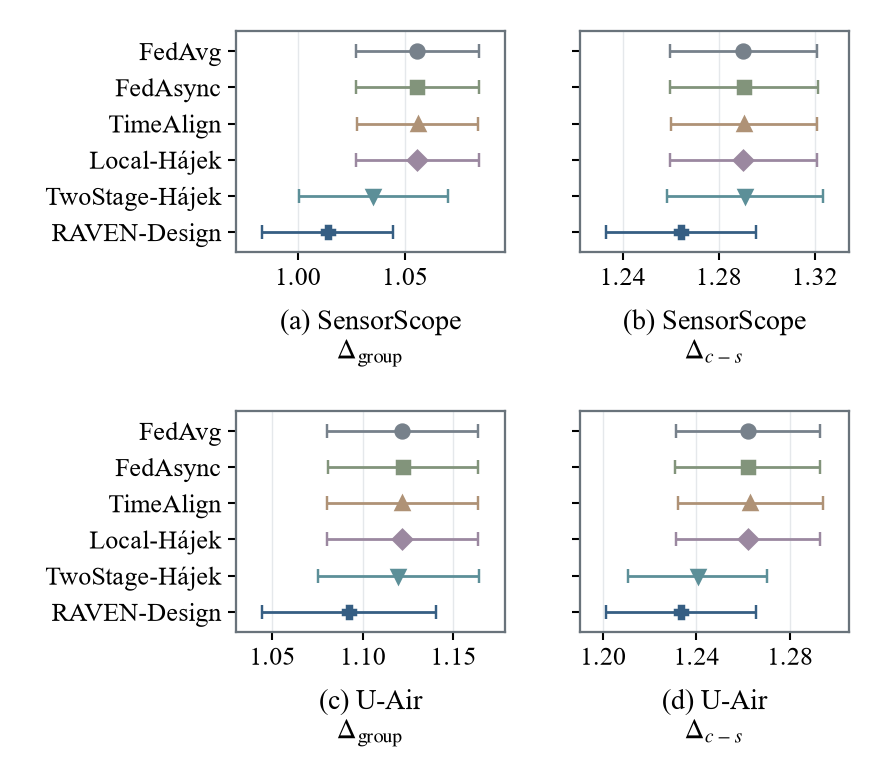 FedAvg
FedAsync
TimeAlign
Local-Hájek
TwoStage-Hájek
RAVEN-Design
1.00 1.05
1.24 1.28 1.32
(a) SensorScope
Δgroup
(b) SensorScope
Δc − s
FedAvg
FedAsync
TimeAlign
Local-Hájek
TwoStage-Hájek
RAVEN-Design
1.05 1.10 1.15
1.20 1.24 1.28
(c) U-Air
Δgroup
(d) U-Air
Δc − s